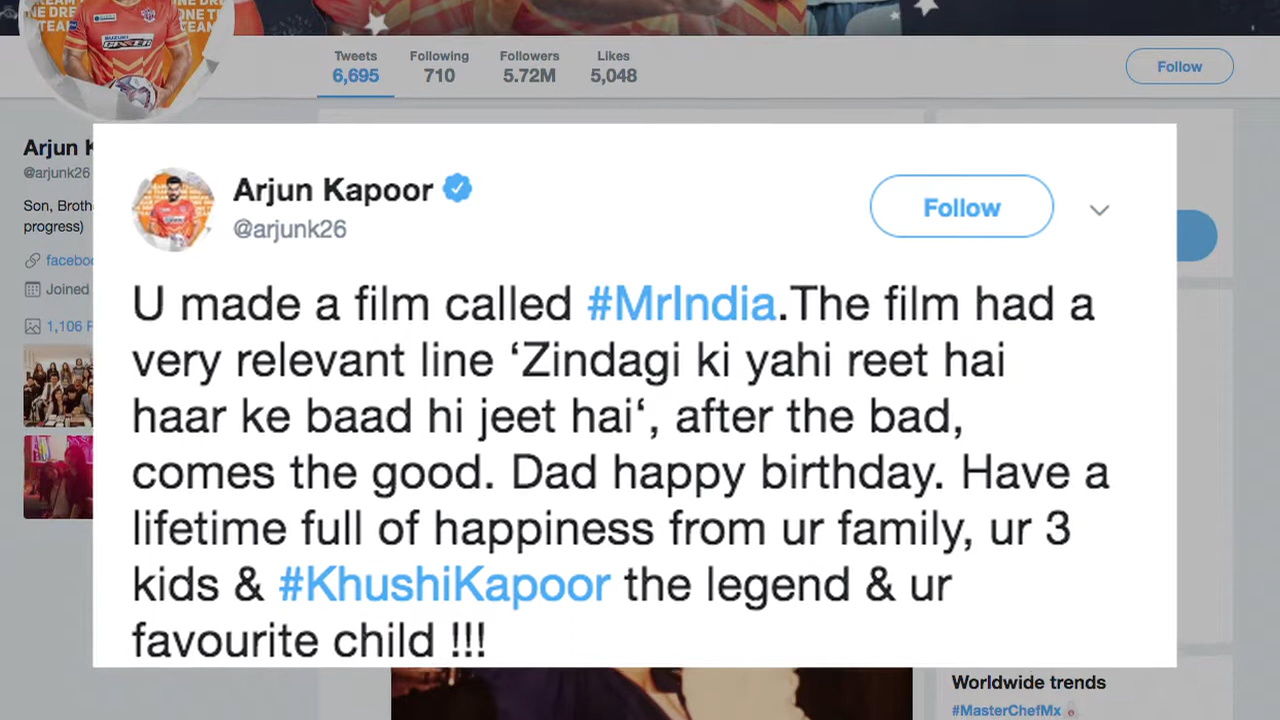 Tweets Following Followers Likes
6,695 710 5.72M 5,048
Follow
Arjun
@arjunk26
Son, Broth
progress)
Joined
1,106
Arjun Kapoor
@arjunk26
Follow
U made a film called #MrIndia.The film had a
very relevant line ‘Zindagi ki yahi reet hai
haar ke baad hi jeet hai‘, after the bad,
comes the good. Dad happy birthday. Have a
lifetime full of happiness from ur family, ur 3
kids & #KhushiKapoor the legend & ur
favourite child !!!
Worldwide trends
#MasterChefMx